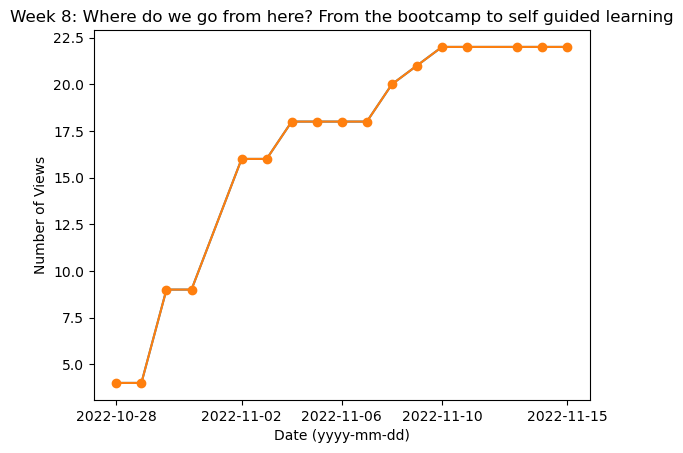 Week 8: Where do we go from here? From the bootcamp to self guided learning
22.5
20.0
17.5
15.0
12.5
10.0
7.5
5.0
Number of Views
2022-10-28 2022-11-02 2022-11-06 2022-11-10 2022-11-15
Date (yyyy-mm-dd)